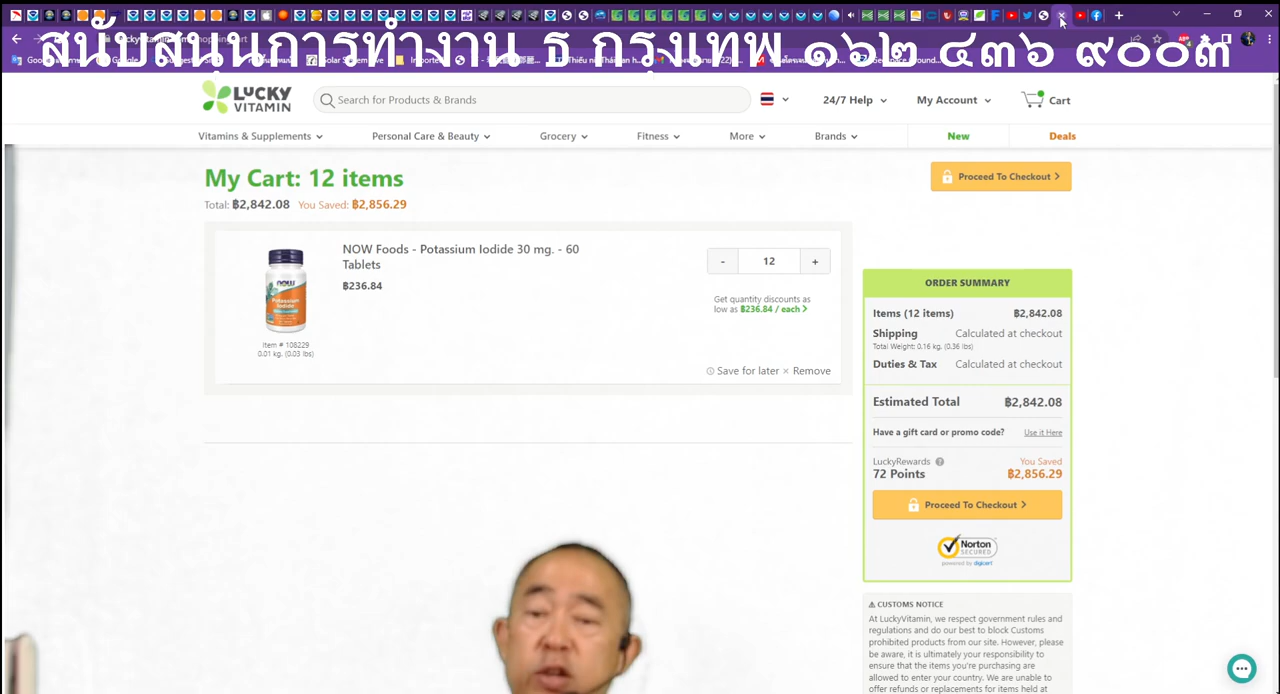 สนับสนุนการทำงาน ธ.กรุงเทพ ๑๖๒ ๔๓๖ ๙๐๐๓
LUCKY VITAMIN
Search for Products & Brands
24/7 Help
My Account
Cart
Vitamins & Supplements
Personal Care & Beauty
Grocery
Fitness
More
Brands
New
Deals
My Cart: 12 items
Proceed To Checkout
Total: ฿2,842.08 You Saved: ฿2,856.29
NOW Foods - Potassium Iodide 30 mg. - 60
Tablets
฿236.84
- 12 +
Get quantity discounts as
low as ฿236.84 / each
now
Potassium
Iodide
Item # 108229
0.01 kg. (0.03 lbs)
Save for later × Remove
ORDER SUMMARY
Items (12 items) ฿2,842.08
Shipping Calculated at checkout
Total Weight: 0.16 kg. (0.36 lbs)
Duties & Tax Calculated at checkout
Estimated Total ฿2,842.08
Have a gift card or promo code? Use it Here
LuckyRewards You Saved
72 Points ฿2,856.29
Proceed To Checkout
Norton
SECURED
powered by digicert
CUSTOMS NOTICE
At LuckyVitamin, we respect government rules and
regulations and do our best to block Customs
prohibited products from our site. However, please
be aware, it is ultimately your responsibility to
ensure that the items you're purchasing are
allowed to enter your country. We are unable to
offer refunds or replacements for items held at